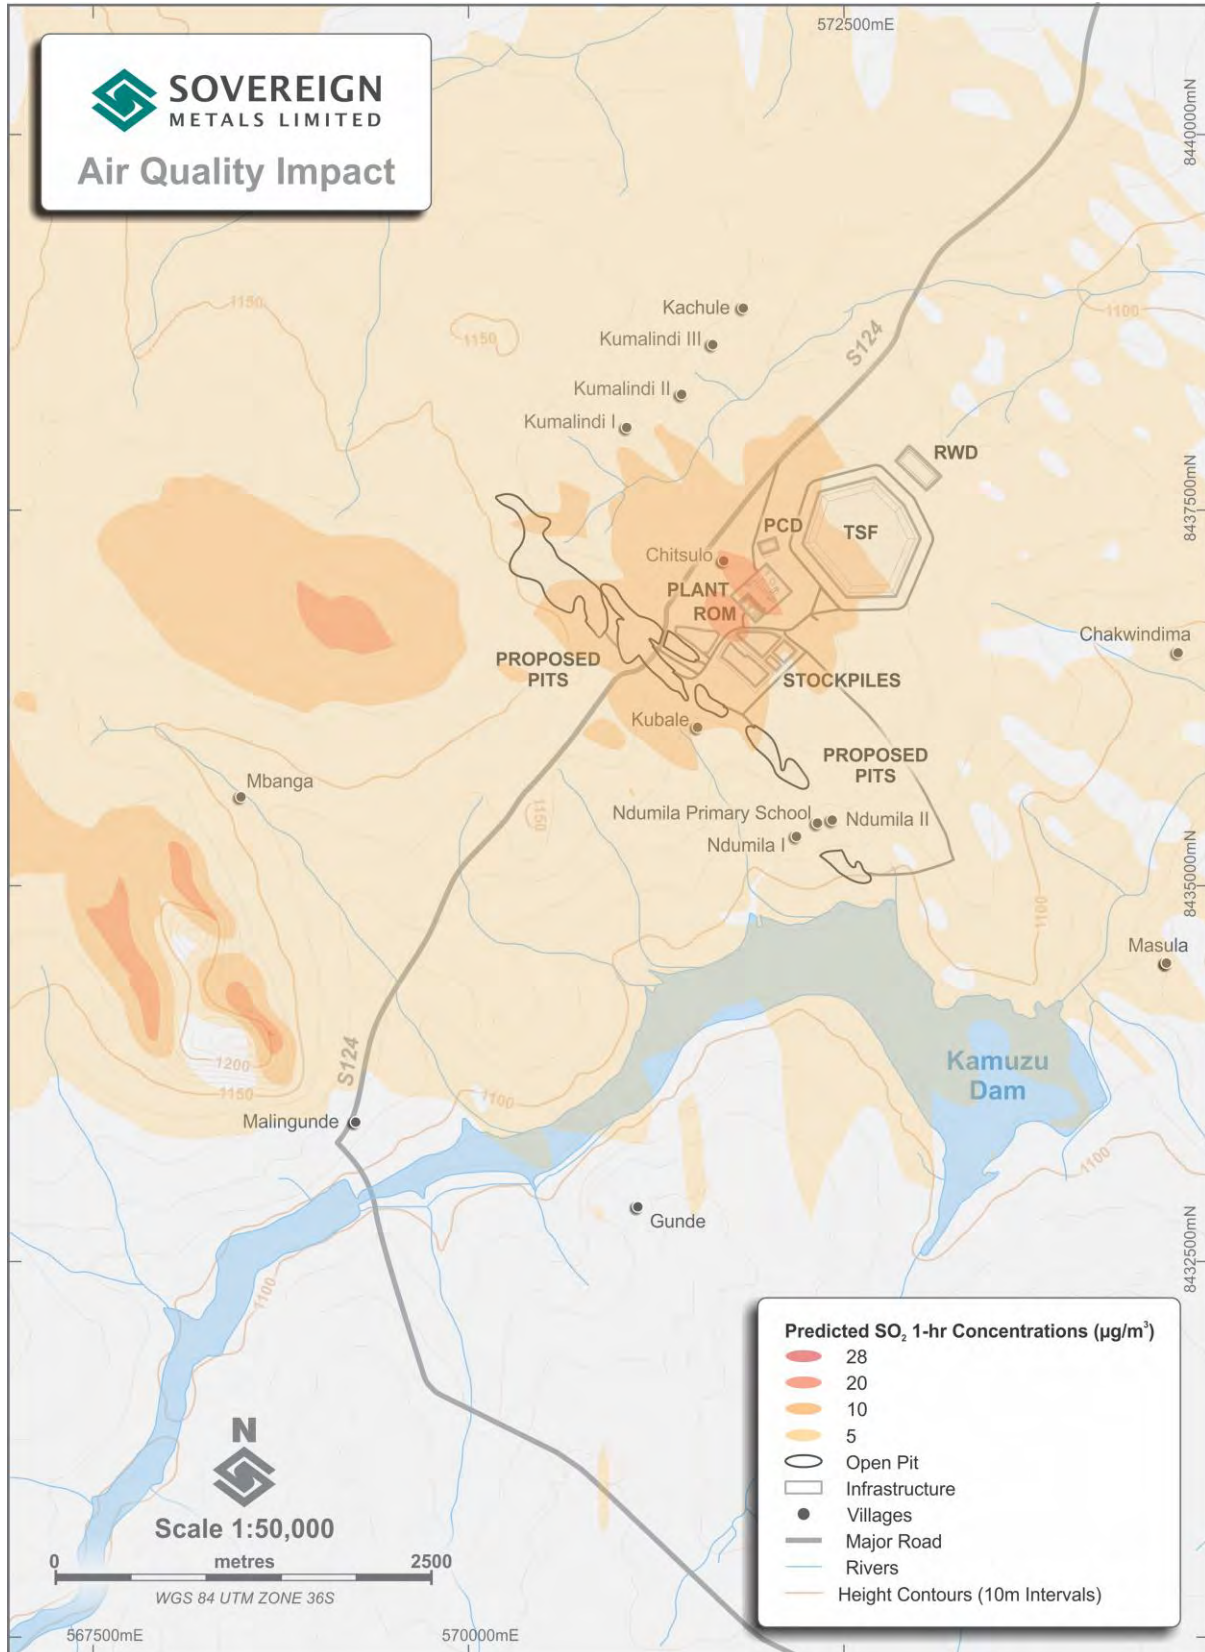 572500mE
SOVEREIGN
METALS LIMITED
Air Quality Impact
8440000mN
1150
1150
1100
Kachule
Kumalindi III
S124
Kumalindi II
Kumalindi I
RWD
8437500mN
PCD
TSF
Chitsulo
PLANT
ROM
PROPOSED
PITS
STOCKPILES
Chakwindima
Kubale
PROPOSED
PITS
Mbanga
1150
Ndumila Primary School
Ndumila II
Ndumila I
8435000mN
1100
Masula
S124
1200
1150
1100
Kamuzu
Dam
Malingunde
1100
Gunde
8432500mN
1100
Predicted SO₂ 1-hr Concentrations (µg/m³)
28
20
10
5
Open Pit
Infrastructure
Villages
Major Road
Rivers
Height Contours (10m Intervals)
N
Scale 1:50,000
0 metres 2500
WGS 84 UTM ZONE 36S
567500mE
570000mE